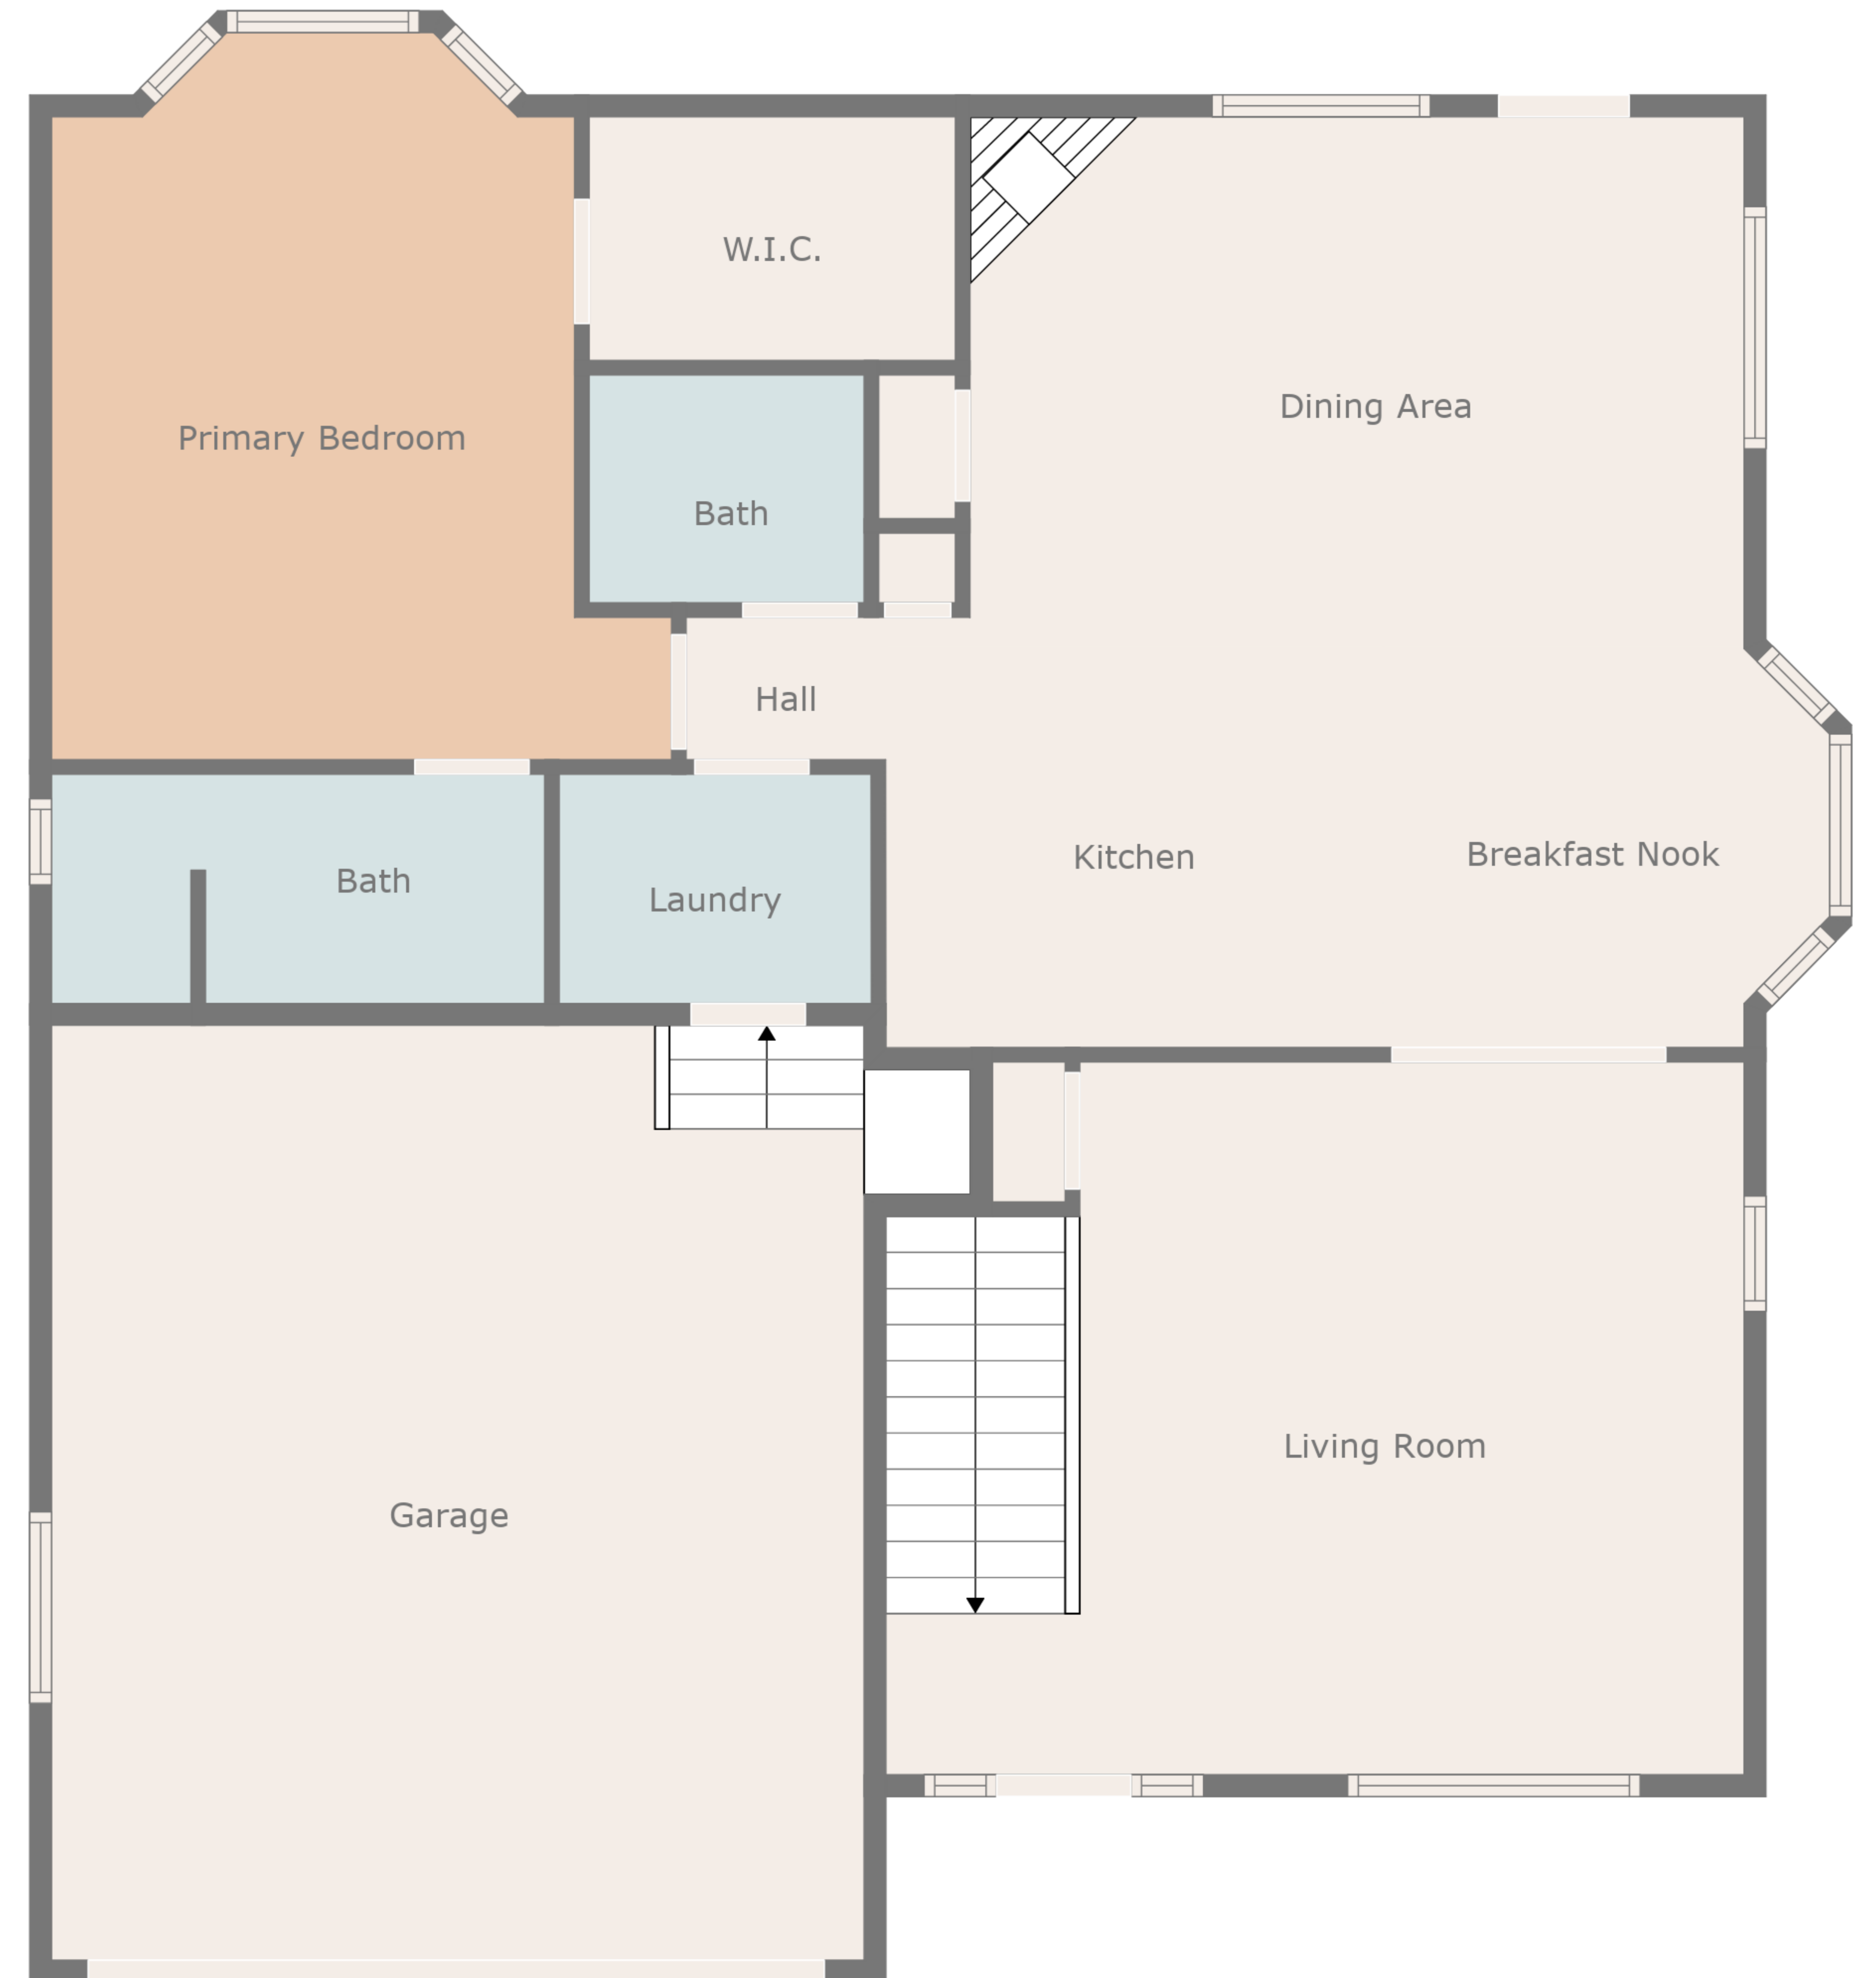 W.I.C.
Dining Area
Primary Bedroom
Bath
Hall
Kitchen
Breakfast Nook
Bath
Laundry
Living Room
Garage